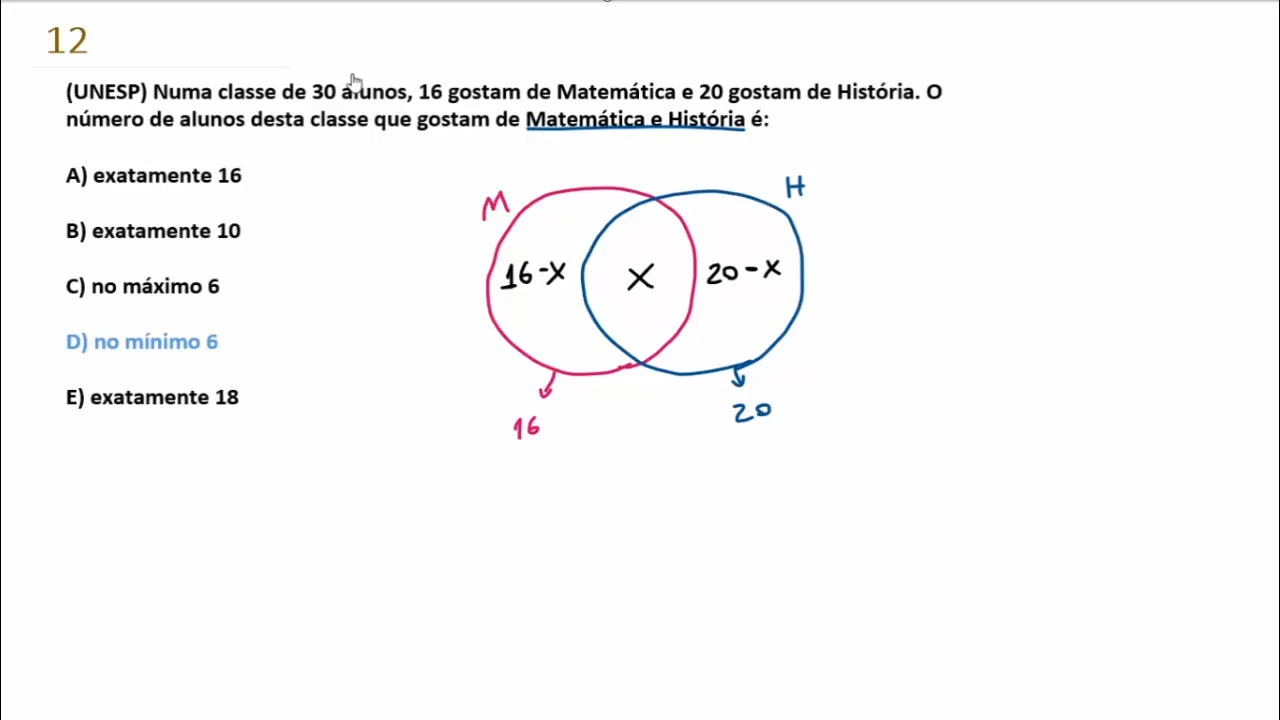 12
(UNESP) Numa classe de 30 alunos, 16 gostam de Matemática e 20 gostam de História. O
número de alunos desta classe que gostam de Matemática e História é:
A) exatamente 16
B) exatamente 10
C) no máximo 6
D) no mínimo 6
E) exatamente 18
M
H
16-x
x
20-x
16
20